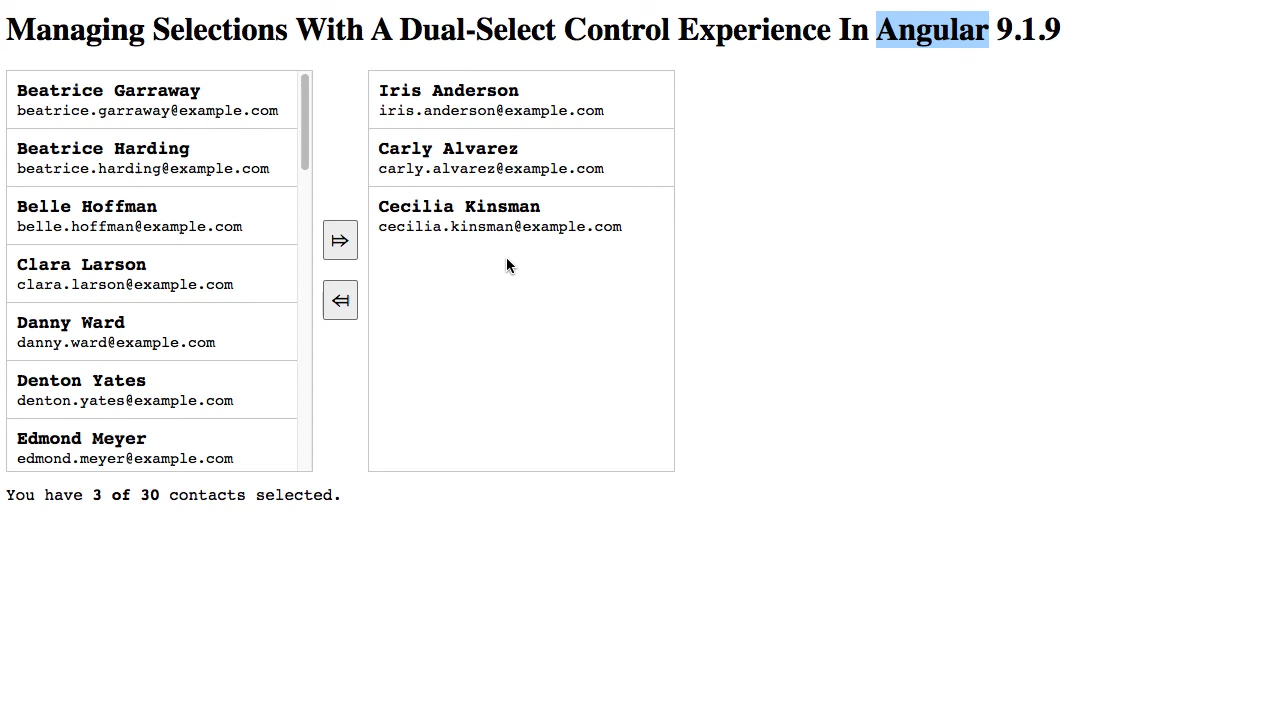 Managing Selections With A Dual-Select Control Experience In Angular 9.1.9
Beatrice Garraway
beatrice.garraway@example.com
Beatrice Harding
beatrice.harding@example.com
Belle Hoffman
belle.hoffman@example.com
Clara Larson
clara.larson@example.com
Danny Ward
danny.ward@example.com
Denton Yates
denton.yates@example.com
Edmond Meyer
edmond.meyer@example.com
⤇
⤆
Iris Anderson
iris.anderson@example.com
Carly Alvarez
carly.alvarez@example.com
Cecilia Kinsman
cecilia.kinsman@example.com
You have 3 of 30 contacts selected.